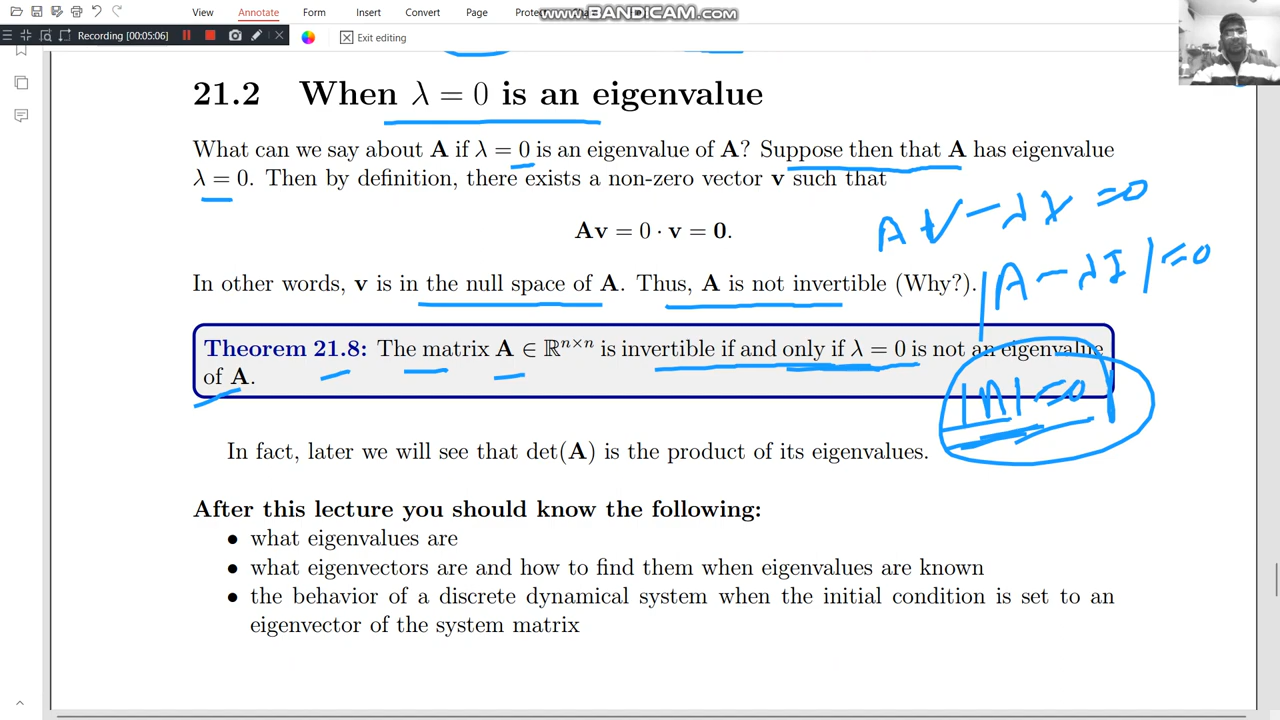 View Annotate Form Insert Convert Page Protect
www.BANDICAM.com
Recording [00:05:06]
Exit editing
21.2 When λ = 0 is an eigenvalue
What can we say about A if λ = 0 is an eigenvalue of A? Suppose then that A has eigenvalue
λ = 0. Then by definition, there exists a non-zero vector v such that
Av = 0 · v = 0.
AV - λV = 0
In other words, v is in the null space of A. Thus, A is not invertible (Why?).
|A - λI| = 0
Theorem 21.8: The matrix A ∈ ℝⁿˣⁿ is invertible if and only if λ = 0 is not an eigenvalue
of A.
|A| = 0
In fact, later we will see that det(A) is the product of its eigenvalues.
After this lecture you should know the following:
• what eigenvalues are
• what eigenvectors are and how to find them when eigenvalues are known
• the behavior of a discrete dynamical system when the initial condition is set to an
eigenvector of the system matrix